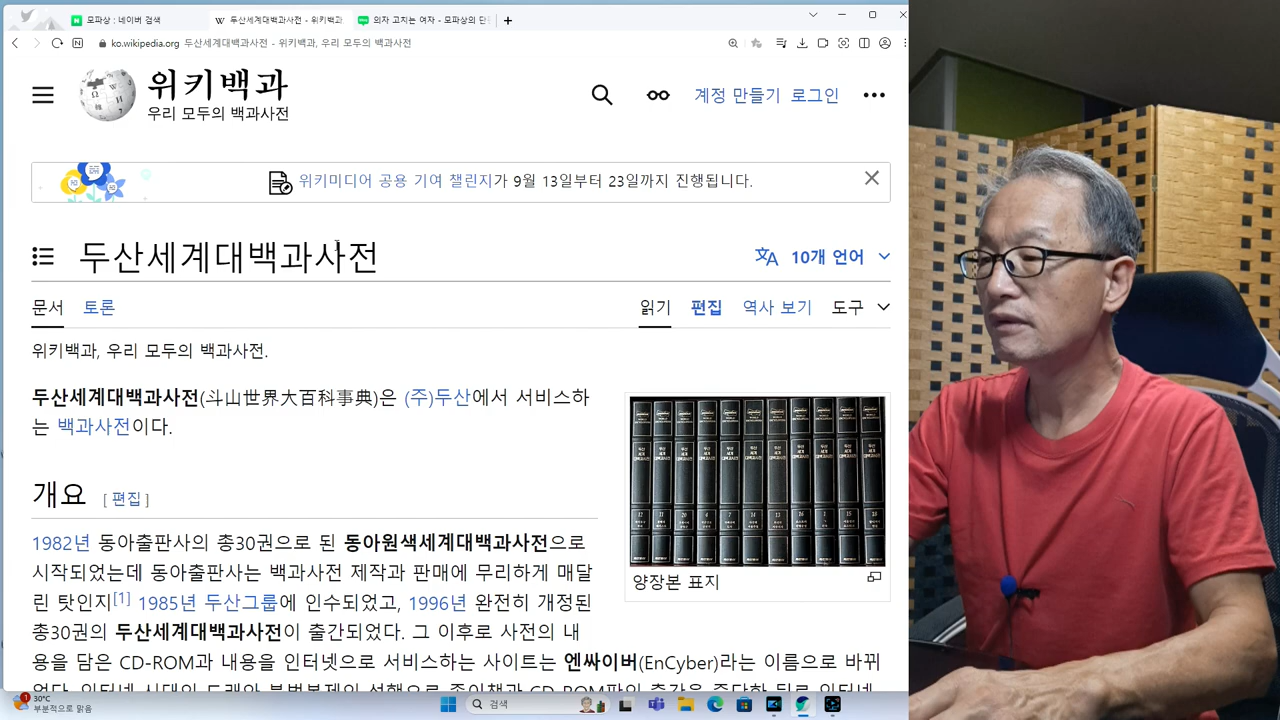 모파상 : 네이버 검색
두산세계대백과사전 - 위키백과
의자 고치는 여자 - 모파상의 단
ko.wikipedia.org 두산세계대백과사전 - 위키백과, 우리 모두의 백과사전
위키백과
우리 모두의 백과사전
계정 만들기 로그인
위키미디어 공용 기여 챌린지가 9월 13일부터 23일까지 진행됩니다.
두산세계대백과사전
10개 언어
문서 토론 읽기 편집 역사 보기 도구
위키백과, 우리 모두의 백과사전.
두산세계대백과사전(斗山世界大百科事典)은 (주)두산에서 서비스하
는 백과사전이다.
양장본 표지
개요 [ 편집 ]
1982년 동아출판사의 총30권으로 된 동아원색세계대백과사전으로
시작되었는데 동아출판사는 백과사전 제작과 판매에 무리하게 매달
린 탓인지[1] 1985년 두산그룹에 인수되었고, 1996년 완전히 개정된
총30권의 두산세계대백과사전이 출간되었다. 그 이후로 사전의 내
용을 담은 CD-ROM과 내용을 인터넷으로 서비스하는 사이트는 엔싸이버(EnCyber)라는 이름으로 바뀌
30°C
부분적으로 맑음
검색